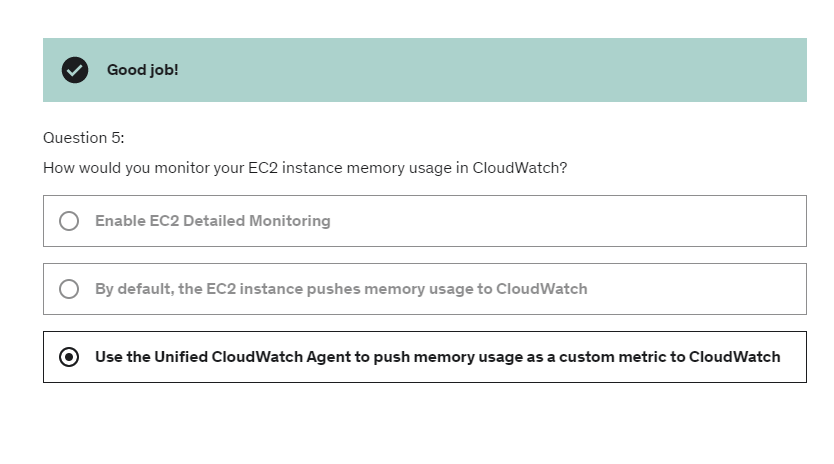 Good job!
Question 5:
How would you monitor your EC2 instance memory usage in CloudWatch?
Enable EC2 Detailed Monitoring
By default, the EC2 instance pushes memory usage to CloudWatch
Use the Unified CloudWatch Agent to push memory usage as a custom metric to CloudWatch